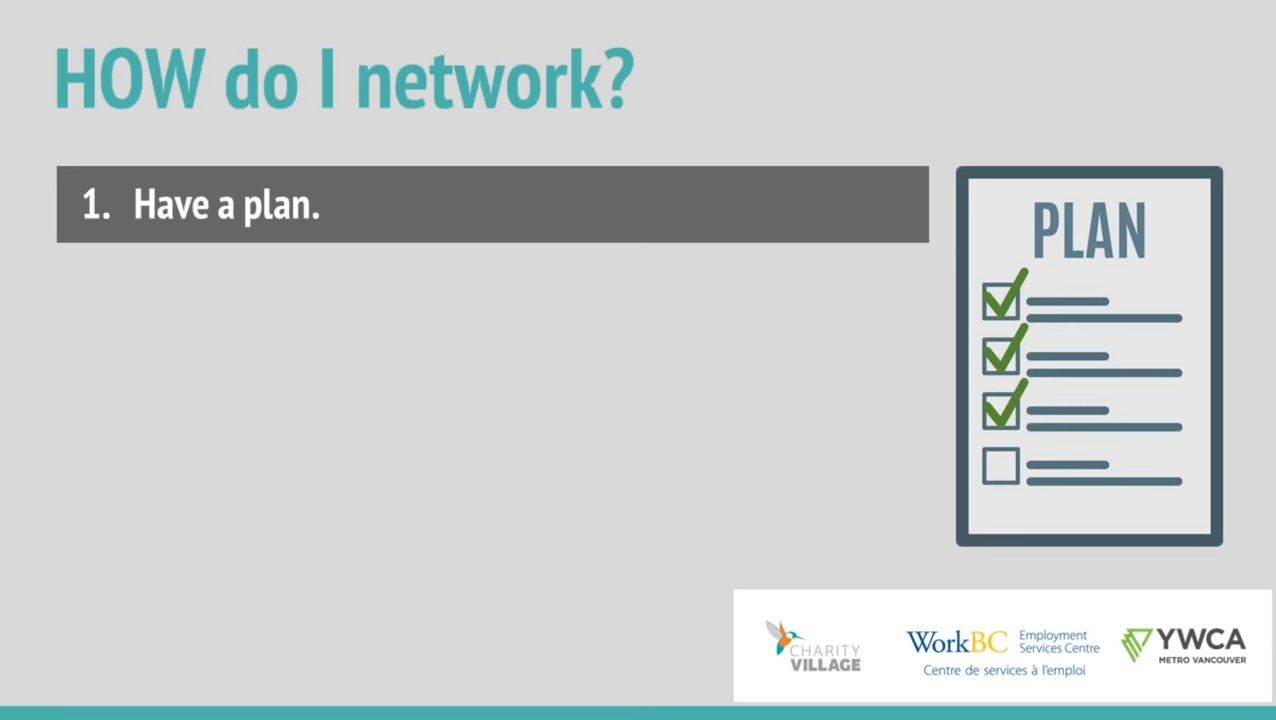 HOW do I network?
1. Have a plan.
PLAN
CHARITY
VILLAGE
WorkBC Employment
Services Centre
Centre de services à l'emploi
YWCA
METRO VANCOUVER